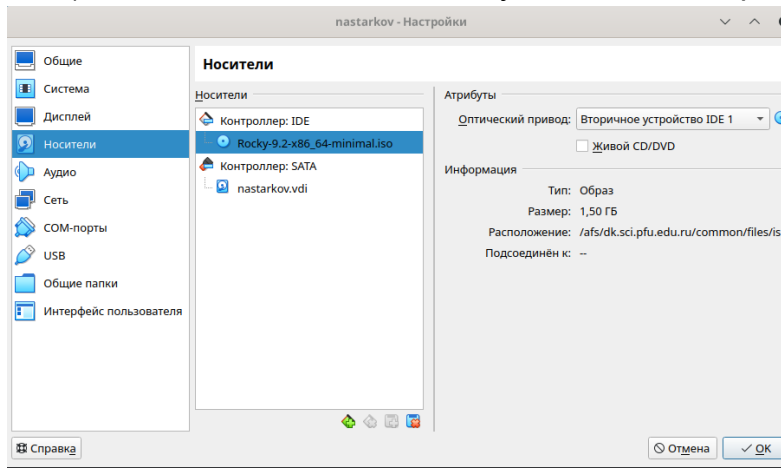 nastarkov - Настройки
Общие
Система
Дисплей
Носители
Аудио
Сеть
COM-порты
USB
Общие папки
Интерфейс пользователя
Носители
Носители
Контроллер: IDE
Rocky-9.2-x86_64-minimal.iso
Контроллер: SATA
nastarkov.vdi
Атрибуты
Оптический привод: Вторичное устройство IDE 1
Живой CD/DVD
Информация
Тип: Образ
Размер: 1,50 ГБ
Расположение: /afs/dk.sci.pfu.edu.ru/common/files/is
Подсоединён к: --
Справка
Отмена
OK